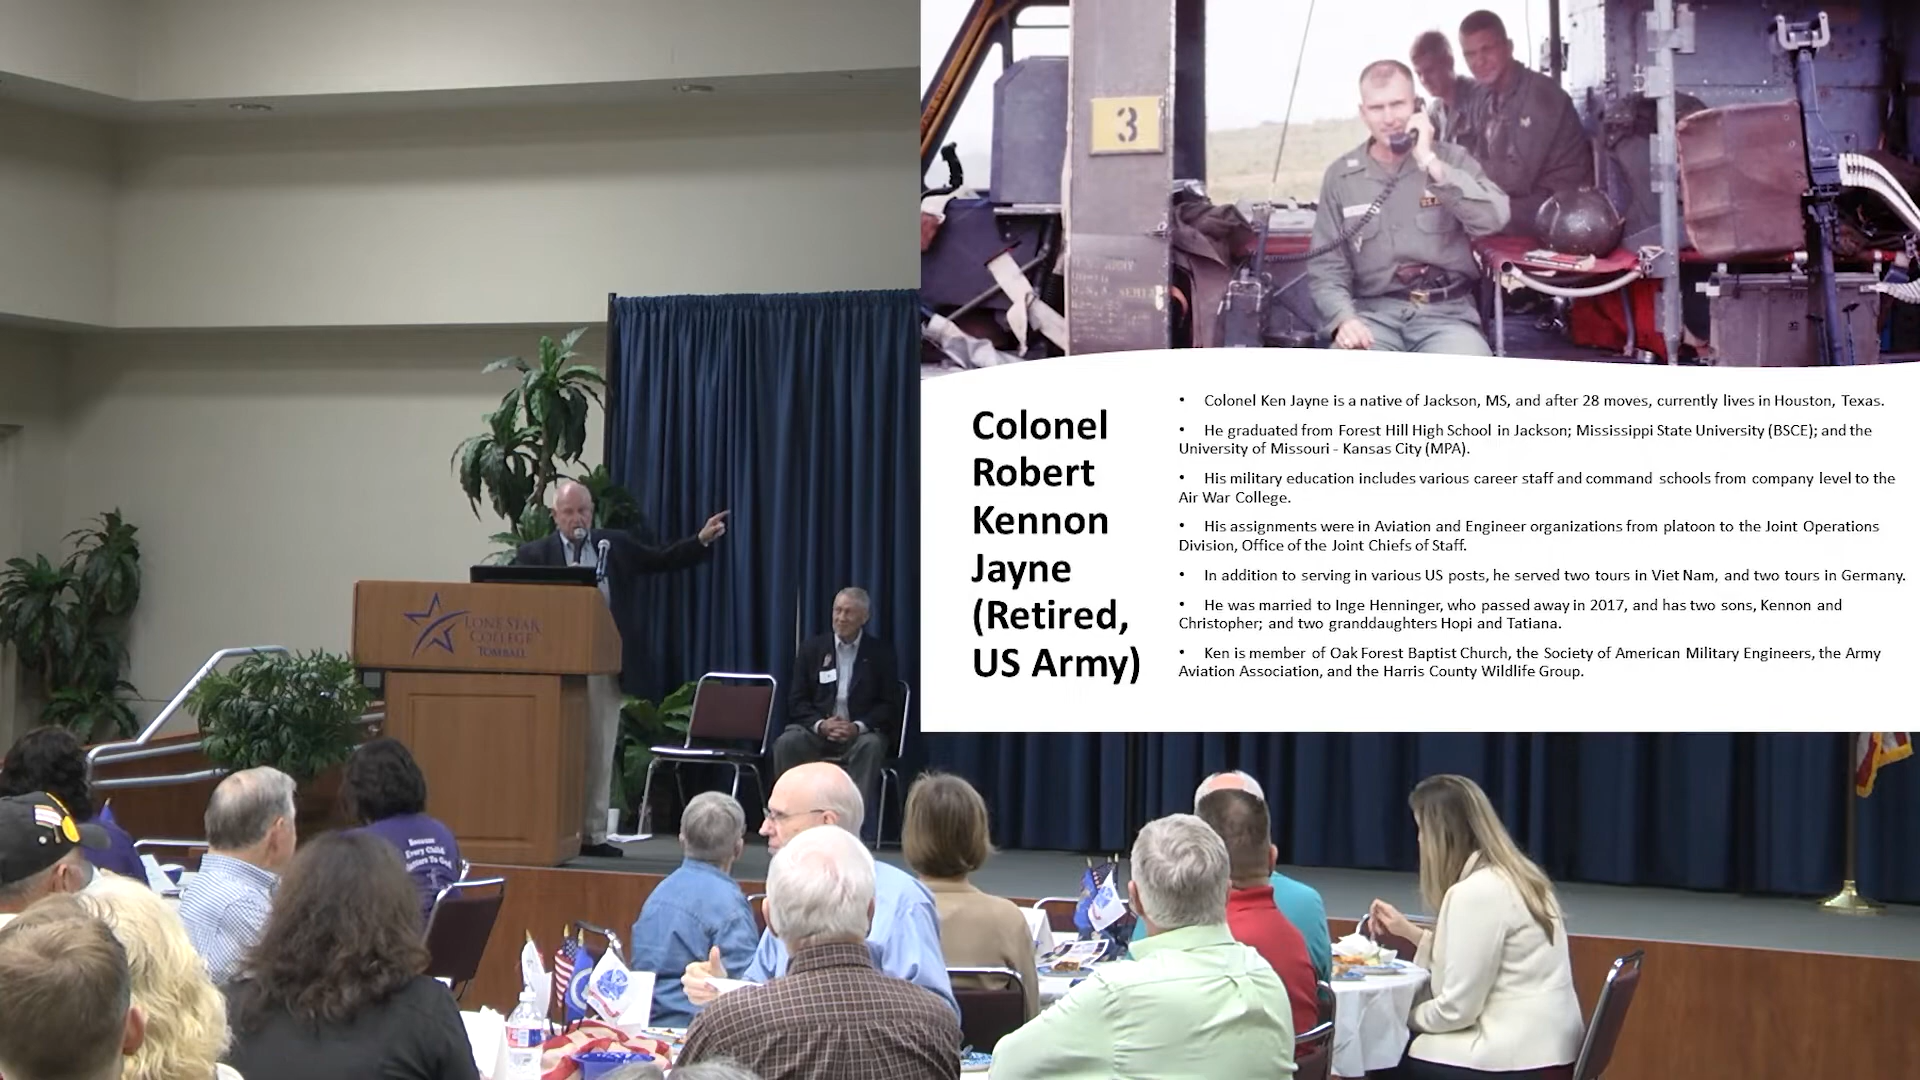 3
Colonel
Robert
Kennon
Jayne
(Retired,
US Army)
• Colonel Ken Jayne is a native of Jackson, MS, and after 28 moves, currently lives in Houston, Texas.
• He graduated from Forest Hill High School in Jackson; Mississippi State University (BSCE); and the
University of Missouri - Kansas City (MPA).
• His military education includes various career staff and command schools from company level to the
Air War College.
• His assignments were in Aviation and Engineer organizations from platoon to the Joint Operations
Division, Office of the Joint Chiefs of Staff.
• In addition to serving in various US posts, he served two tours in Viet Nam, and two tours in Germany.
• He was married to Inge Henninger, who passed away in 2017, and has two sons, Kennon and
Christopher; and two granddaughters Hopi and Tatiana.
• Ken is member of Oak Forest Baptist Church, the Society of American Military Engineers, the Army
Aviation Association, and the Harris County Wildlife Group.
LONE STAR
COLLEGE
TOMBALL
Because
Every Child
Matters To God